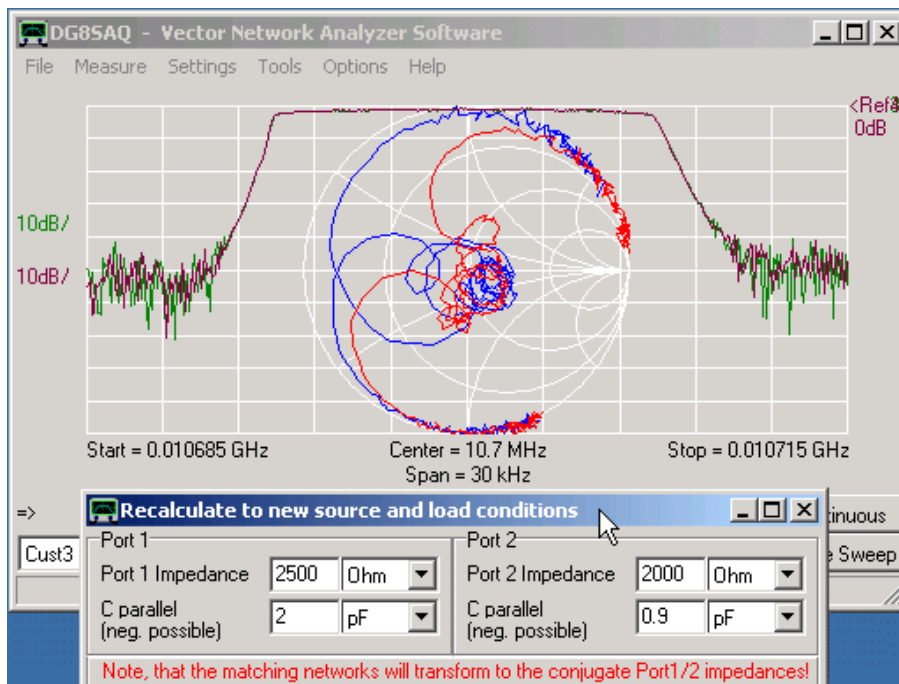 DG8SAQ - Vector Network Analyzer Software
File Measure Settings Tools Options Help
<Ref
0dB
10dB/
10dB/
Start = 0.010685 GHz Center = 10.7 MHz Stop = 0.010715 GHz
Span = 30 kHz
=>
Recalculate to new source and load conditions
tinuous
Cust3
e Sweep
Port 1 Port 2
Port 1 Impedance 2500 Ohm Port 2 Impedance 2000 Ohm
C parallel 2 pF C parallel 0.9 pF
(neg. possible) (neg. possible)
Note, that the matching networks will transform to the conjugate Port1/2 impedances!